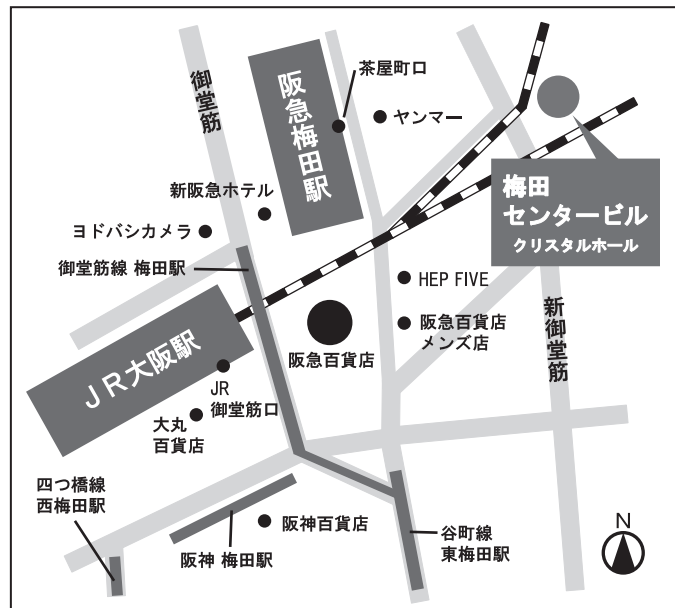 御堂筋
阪急梅田駅
茶屋町口
ヤンマー
梅田
センタービル
クリスタルホール
新阪急ホテル
ヨドバシカメラ
御堂筋線 梅田駅
HEP FIVE
阪急百貨店
メンズ店
新御堂筋
阪急百貨店
JR大阪駅
JR
御堂筋口
大丸
百貨店
四つ橋線
西梅田駅
阪神 梅田駅
阪神百貨店
谷町線
東梅田駅
N